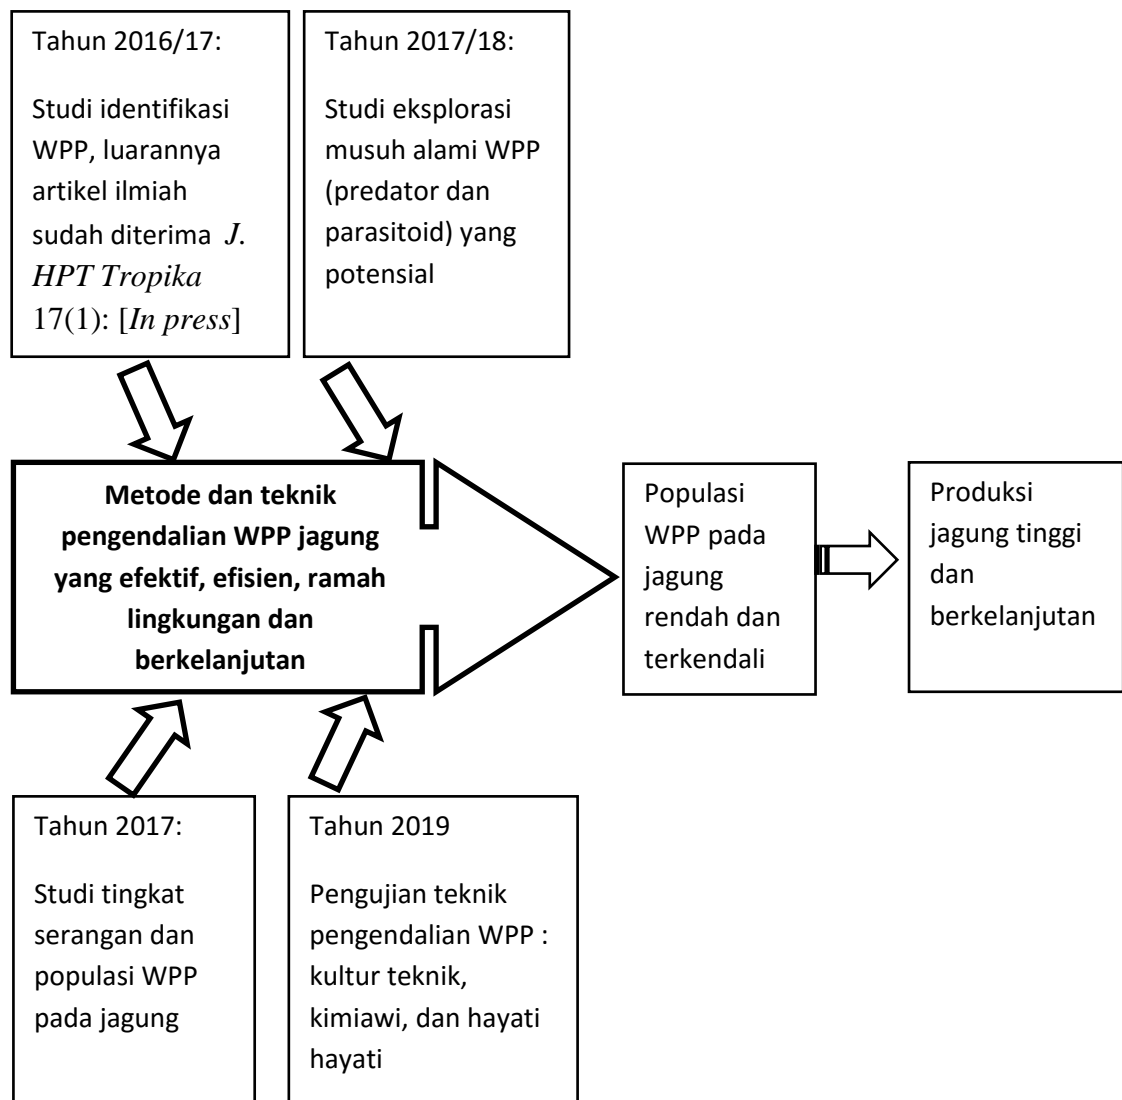 Tahun 2016/17:
Studi identifikasi
WPP, luarannya
artikel ilmiah
sudah diterima J.
HPT Tropika
17(1): [In press]
Tahun 2017/18:
Studi eksplorasi
musuh alami WPP
(predator dan
parasitoid) yang
potensial
Metode dan teknik
pengendalian WPP jagung
yang efektif, efisien, ramah
lingkungan dan
berkelanjutan
Populasi
WPP pada
jagung
rendah dan
terkendali
Produksi
jagung tinggi
dan
berkelanjutan
Tahun 2017:
Studi tingkat
serangan dan
populasi WPP
pada jagung
Tahun 2019
Pengujian teknik
pengendalian WPP :
kultur teknik,
kimiawi, dan hayati
hayati